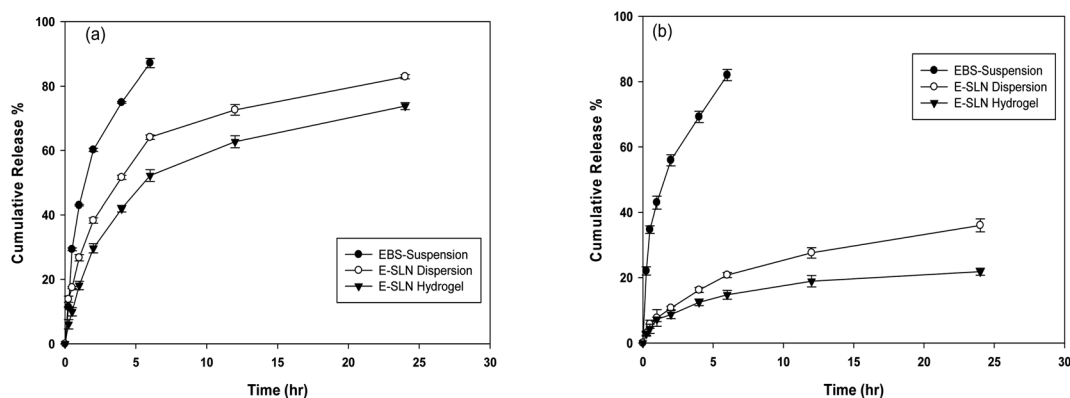 (a)
Cumulative Release %
100
80
60
40
20
0
0 5 10 15 20 25 30
Time (hr)
EBS-Suspension
E-SLN Dispersion
E-SLN Hydrogel
(b)
Cumulative Release %
100
80
60
40
20
0
0 5 10 15 20 25 30
Time (hr)
EBS-Suspension
E-SLN Dispersion
E-SLN Hydrogel